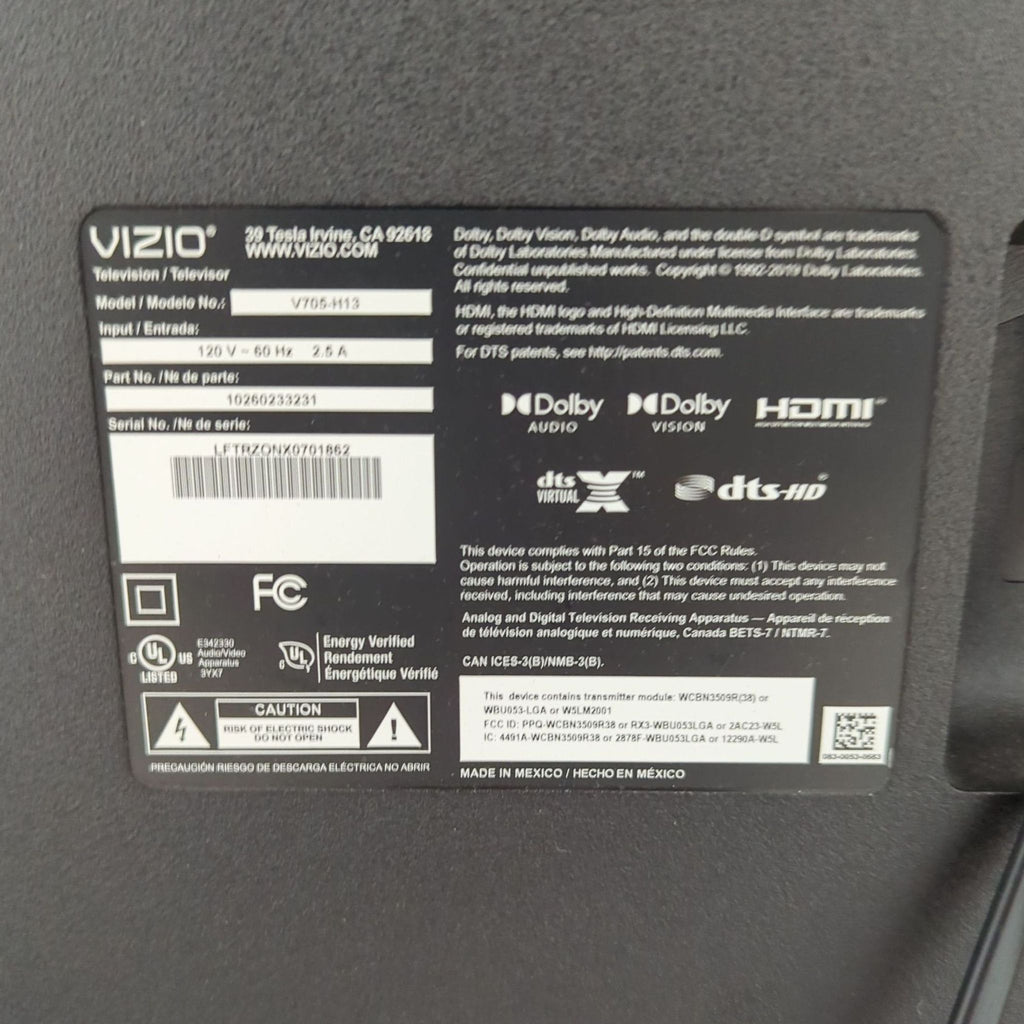 VIZIO®
39 Tesla Irvine, CA 92618
WWW.VIZIO.COM
Television / Televisor
Model / Modelo No.: V705-H13
Input / Entrada:
120 V ~ 60 Hz 2.5 A
Part No. /№ de parte:
10260233231
Serial No. /№ de serie:
LFTRZONX0701862
FC
C UL US
LISTED
E342330
Audio/Video
Apparatus
3YX7
C UL
Energy Verified
Rendement
Énergétique Vérifié
CAUTION
RISK OF ELECTRIC SHOCK
DO NOT OPEN
PRECAUCIÓN RIESGO DE DESCARGA ELÉCTRICA NO ABRIR
Dolby, Dolby Vision, Dolby Audio, and the double-D symbol are trademarks
of Dolby Laboratories. Manufactured under license from Dolby Laboratories.
Confidential unpublished works. Copyright © 1992-2019 Dolby Laboratories.
All rights reserved.
HDMI, the HDMI logo and High-Definition Multimedia Interface are trademarks
or registered trademarks of HDMI Licensing LLC.
For DTS patents, see http://patents.dts.com.
Dolby
AUDIO
Dolby
VISION
HDMI
dts X™
VIRTUAL
dts-HD®
This device complies with Part 15 of the FCC Rules.
Operation is subject to the following two conditions: (1) This device may not
cause harmful interference, and (2) This device must accept any interference
received, including interference that may cause undesired operation.
Analog and Digital Television Receiving Apparatus — Appareil de réception
de télévision analogique et numérique, Canada BETS-7 / NTMR-7.
CAN ICES-3(B)/NMB-3(B).
This device contains transmitter module: WCBN3509R(38) or
WBU053-LGA or W5LM2001
FCC ID: PPQ-WCBN3509R38 or RX3-WBU053LGA or 2AC23-W5L
IC: 4491A-WCBN3509R38 or 2878F-WBU053LGA or 12290A-W5L
MADE IN MEXICO / HECHO EN MÉXICO